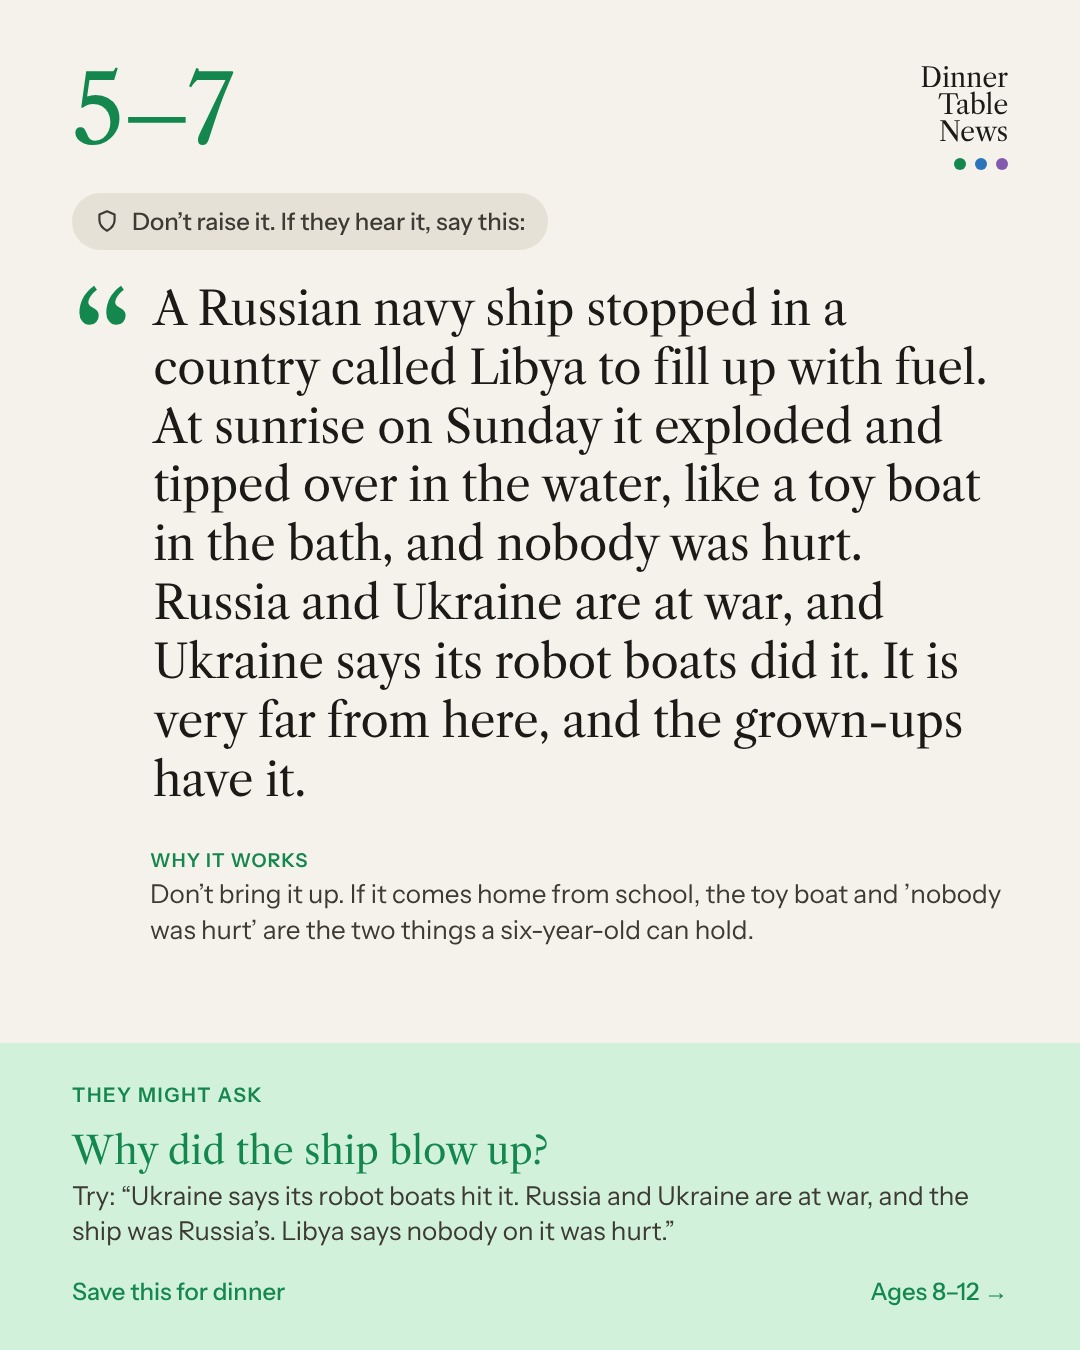 5–7
Dinner
Table
News
Don’t raise it. If they hear it, say this:
“ A Russian navy ship stopped in a
country called Libya to fill up with fuel.
At sunrise on Sunday it exploded and
tipped over in the water, like a toy boat
in the bath, and nobody was hurt.
Russia and Ukraine are at war, and
Ukraine says its robot boats did it. It is
very far from here, and the grown-ups
have it.
WHY IT WORKS
Don’t bring it up. If it comes home from school, the toy boat and ’nobody
was hurt’ are the two things a six-year-old can hold.
THEY MIGHT ASK
Why did the ship blow up?
Try: “Ukraine says its robot boats hit it. Russia and Ukraine are at war, and the
ship was Russia’s. Libya says nobody on it was hurt.”
Save this for dinner
Ages 8–12 →